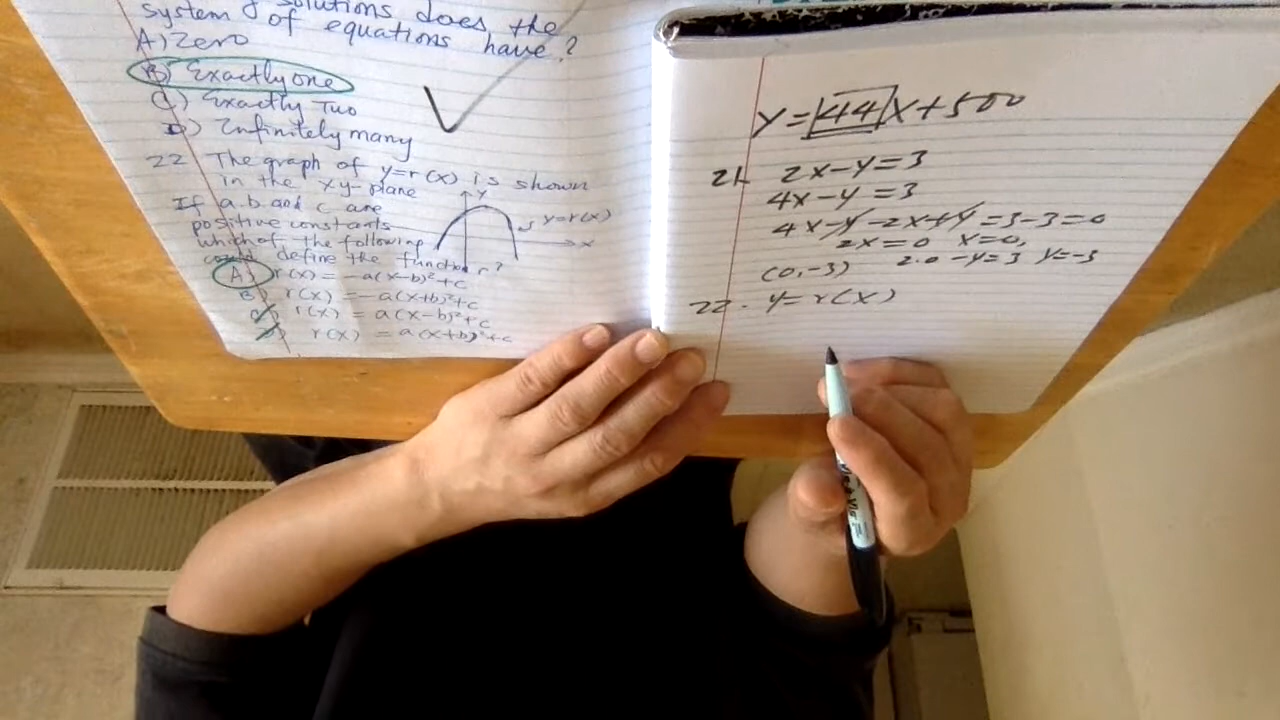 solutions does the
system of equations have?
A) Zero
B) Exactly one
C) Exactly Two
D) Infinitely many
22 The graph of y=r(x) is shown
in the xy-plane
If a.b and c are
positive constants
which of the following
could define the function r?
y
y=r(x)
x
A) r(x) = -a(x-b)²+c
B) r(x) = -a(x+b)²+c
C) r(x) = a(x-b)²+c
D) r(x) = a(x+b)²+c
y=44x+500
21. 2x-y=3
4x-y=3
4x-y-2x+y=3-3=0
2x=0 x=0,
(0,-3) 2.0-y=3 y=-3
22. y=r(x)